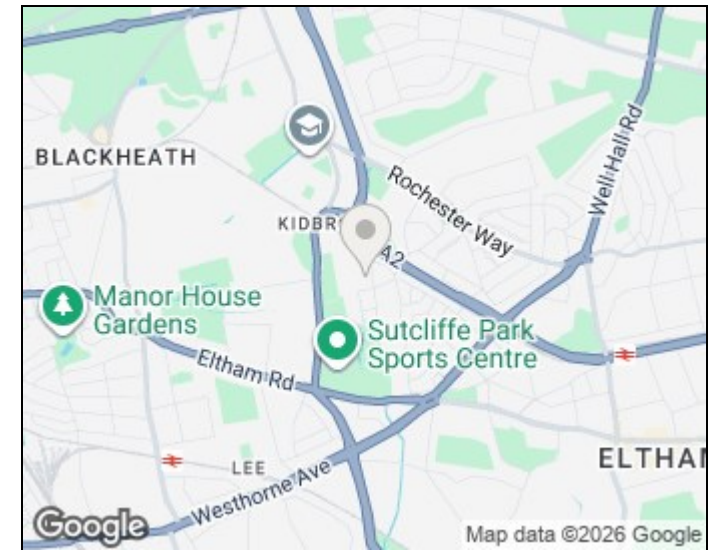 BLACKHEATH
KIDBR
Rochester Way
Well Hall Rd
A2
Manor House
Gardens
Sutcliffe Park
Sports Centre
Eltham Rd
ELTHAM
LEE
Westhorne Ave
Google
Map data ©2026 Google